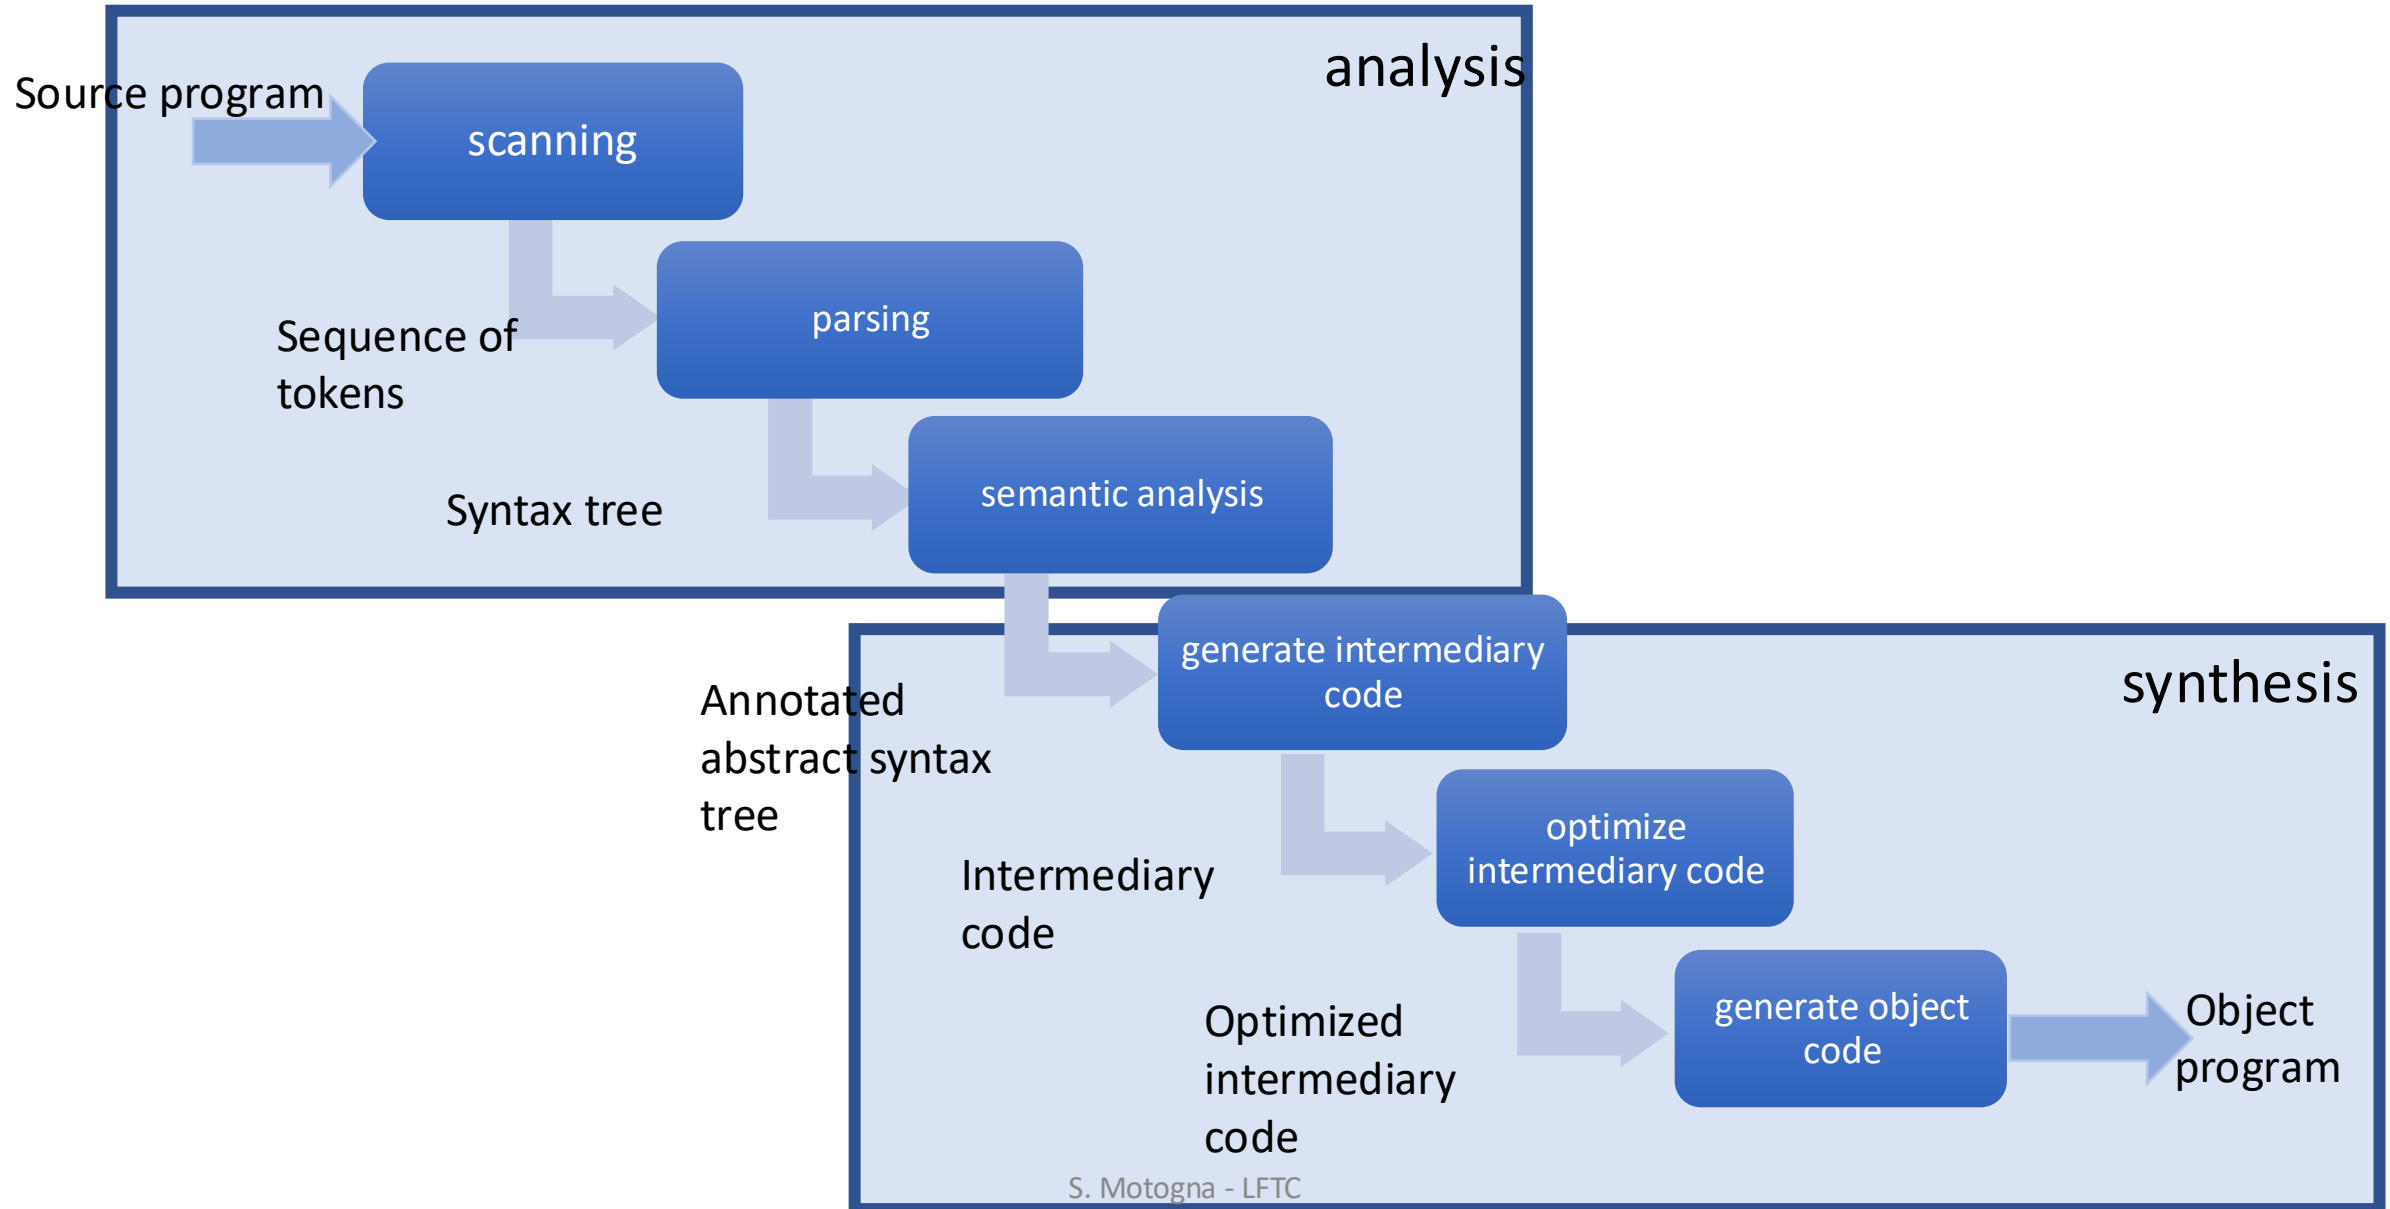 analysis
Source program
scanning
parsing
Sequence of
tokens
semantic analysis
Syntax tree
generate intermediary
code
synthesis
Annotated
abstract syntax
tree
optimize
intermediary code
Intermediary
code
generate object
code
Object
program
Optimized
intermediary
code
S. Motogna - LFTC